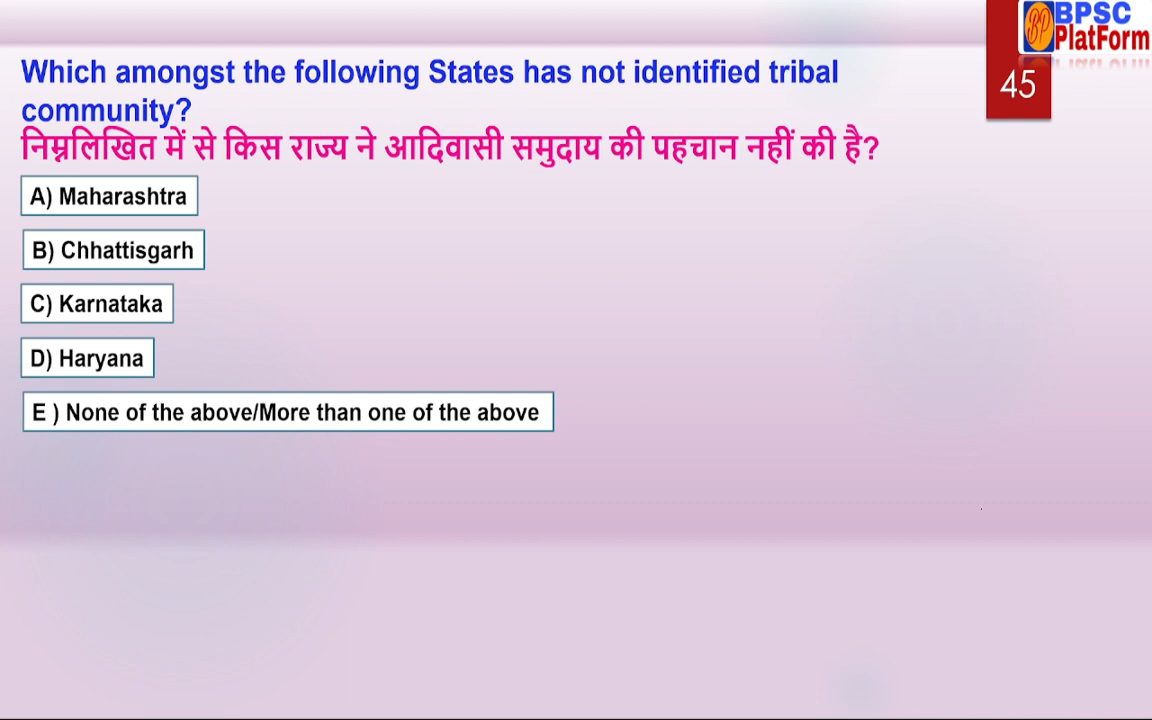 BPSC
PlatForm
45
Which amongst the following States has not identified tribal
community?
निम्नलिखित में से किस राज्य ने आदिवासी समुदाय की पहचान नहीं की है?
A) Maharashtra
B) Chhattisgarh
C) Karnataka
D) Haryana
E ) None of the above/More than one of the above